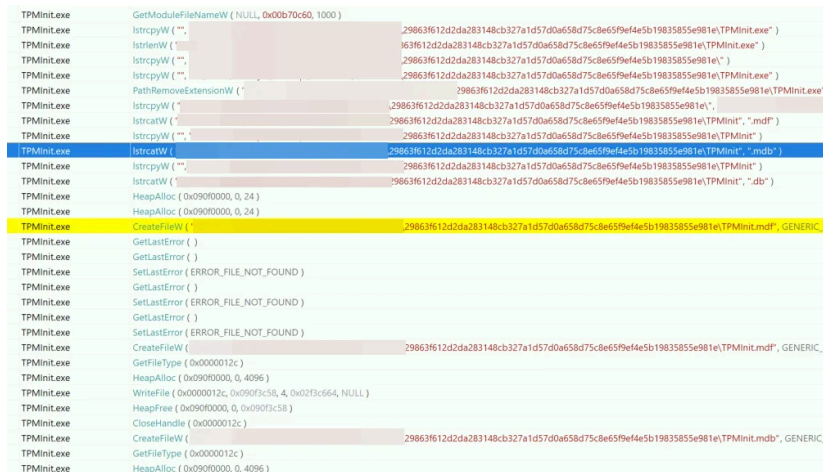 TPMInit.exe GetModuleFileNameW ( NULL, 0x00b70c60, 1000 )
TPMInit.exe lstrcpyW ( "", ,29863f612d2da283148cb327a1d57d0a658d75c8e65f9ef4e5b19835855e981e\TPMInit.exe" )
TPMInit.exe lstrlenW ( " 363f612d2da283148cb327a1d57d0a658d75c8e65f9ef4e5b19835855e981e\TPMInit.exe" )
TPMInit.exe lstrcpyW ( "", ,29863f612d2da283148cb327a1d57d0a658d75c8e65f9ef4e5b19835855e981e\" )
TPMInit.exe lstrcpyW ( "", ,29863f612d2da283148cb327a1d57d0a658d75c8e65f9ef4e5b19835855e981e\TPMInit.exe" )
TPMInit.exe PathRemoveExtensionW ( " 29863f612d2da283148cb327a1d57d0a658d75c8e65f9ef4e5b19835855e981e\TPMInit.exe"
TPMInit.exe lstrcpyW ( " ,29863f612d2da283148cb327a1d57d0a658d75c8e65f9ef4e5b19835855e981e\",
TPMInit.exe lstrcatW ( " ,29863f612d2da283148cb327a1d57d0a658d75c8e65f9ef4e5b19835855e981e\TPMInit", ".mdf" )
TPMInit.exe lstrcpyW ( "", " ,29863f612d2da283148cb327a1d57d0a658d75c8e65f9ef4e5b19835855e981e\TPMInit" )
TPMInit.exe lstrcatW ( ,29863f612d2da283148cb327a1d57d0a658d75c8e65f9ef4e5b19835855e981e\TPMInit", ".mdb" )
TPMInit.exe lstrcpyW ( "", 29863f612d2da283148cb327a1d57d0a658d75c8e65f9ef4e5b19835855e981e\TPMInit" )
TPMInit.exe lstrcatW ( " 29863f612d2da283148cb327a1d57d0a658d75c8e65f9ef4e5b19835855e981e\TPMInit", ".db" )
TPMInit.exe HeapAlloc ( 0x090f0000, 0, 24 )
TPMInit.exe HeapAlloc ( 0x090f0000, 0, 24 )
TPMInit.exe CreateFileW ( " ,29863f612d2da283148cb327a1d57d0a658d75c8e65f9ef4e5b19835855e981e\TPMInit.mdf", GENERIC_
TPMInit.exe GetLastError ( )
TPMInit.exe SetLastError ( ERROR_FILE_NOT_FOUND )
TPMInit.exe GetLastError ( )
TPMInit.exe SetLastError ( ERROR_FILE_NOT_FOUND )
TPMInit.exe GetLastError ( )
TPMInit.exe SetLastError ( ERROR_FILE_NOT_FOUND )
TPMInit.exe CreateFileW ( 29863f612d2da283148cb327a1d57d0a658d75c8e65f9ef4e5b19835855e981e\TPMInit.mdf", GENERIC_
TPMInit.exe GetFileType ( 0x0000012c )
TPMInit.exe HeapAlloc ( 0x090f0000, 0, 4096 )
TPMInit.exe WriteFile ( 0x0000012c, 0x090f3c58, 4, 0x02f3c664, NULL )
TPMInit.exe HeapFree ( 0x090f0000, 0, 0x090f3c58 )
TPMInit.exe CloseHandle ( 0x0000012c )
TPMInit.exe CreateFileW ( 29863f612d2da283148cb327a1d57d0a658d75c8e65f9ef4e5b19835855e981e\TPMInit.mdb", GENERIC_
TPMInit.exe GetFileType ( 0x0000012c )
TPMInit.exe HeapAlloc ( 0x090f0000, 0, 4096 )